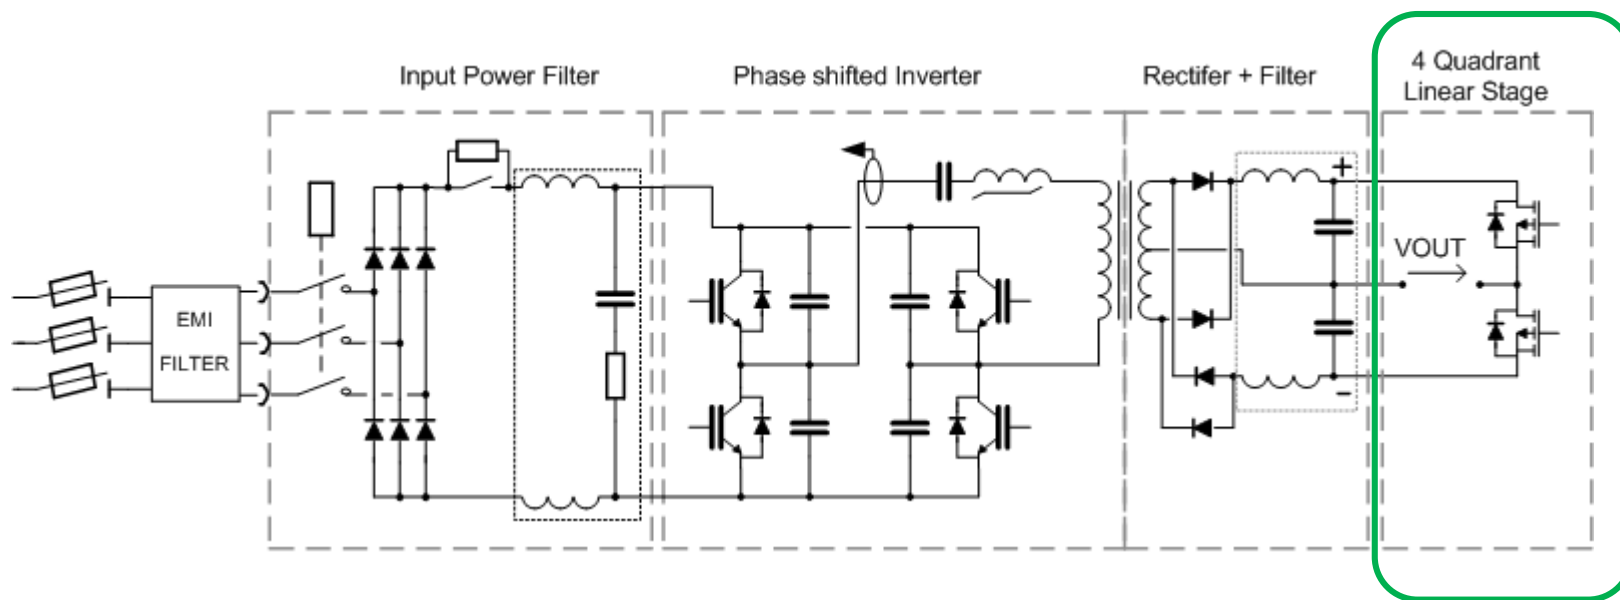 Input Power Filter
Phase shifted Inverter
Rectifer + Filter
4 Quadrant
Linear Stage
EMI
FILTER
+
VOUT
-